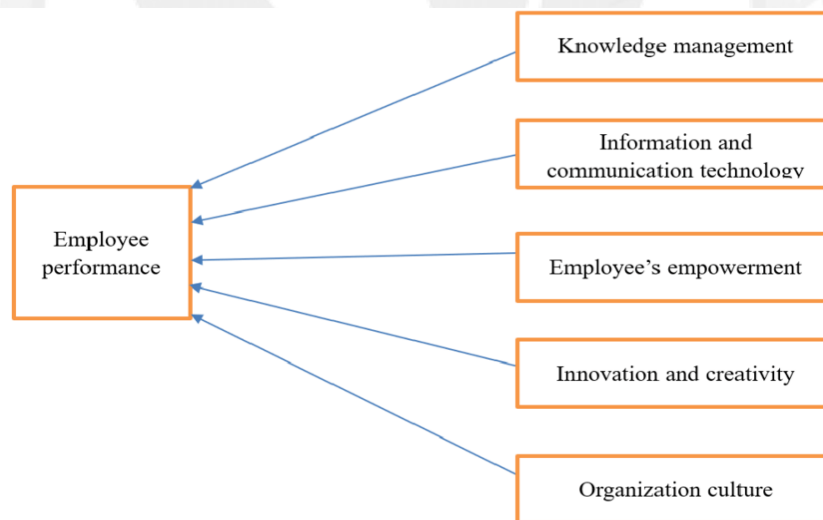 Knowledge management
Information and
communication technology
Employee
performance
Employee’s empowerment
Innovation and creativity
Organization culture